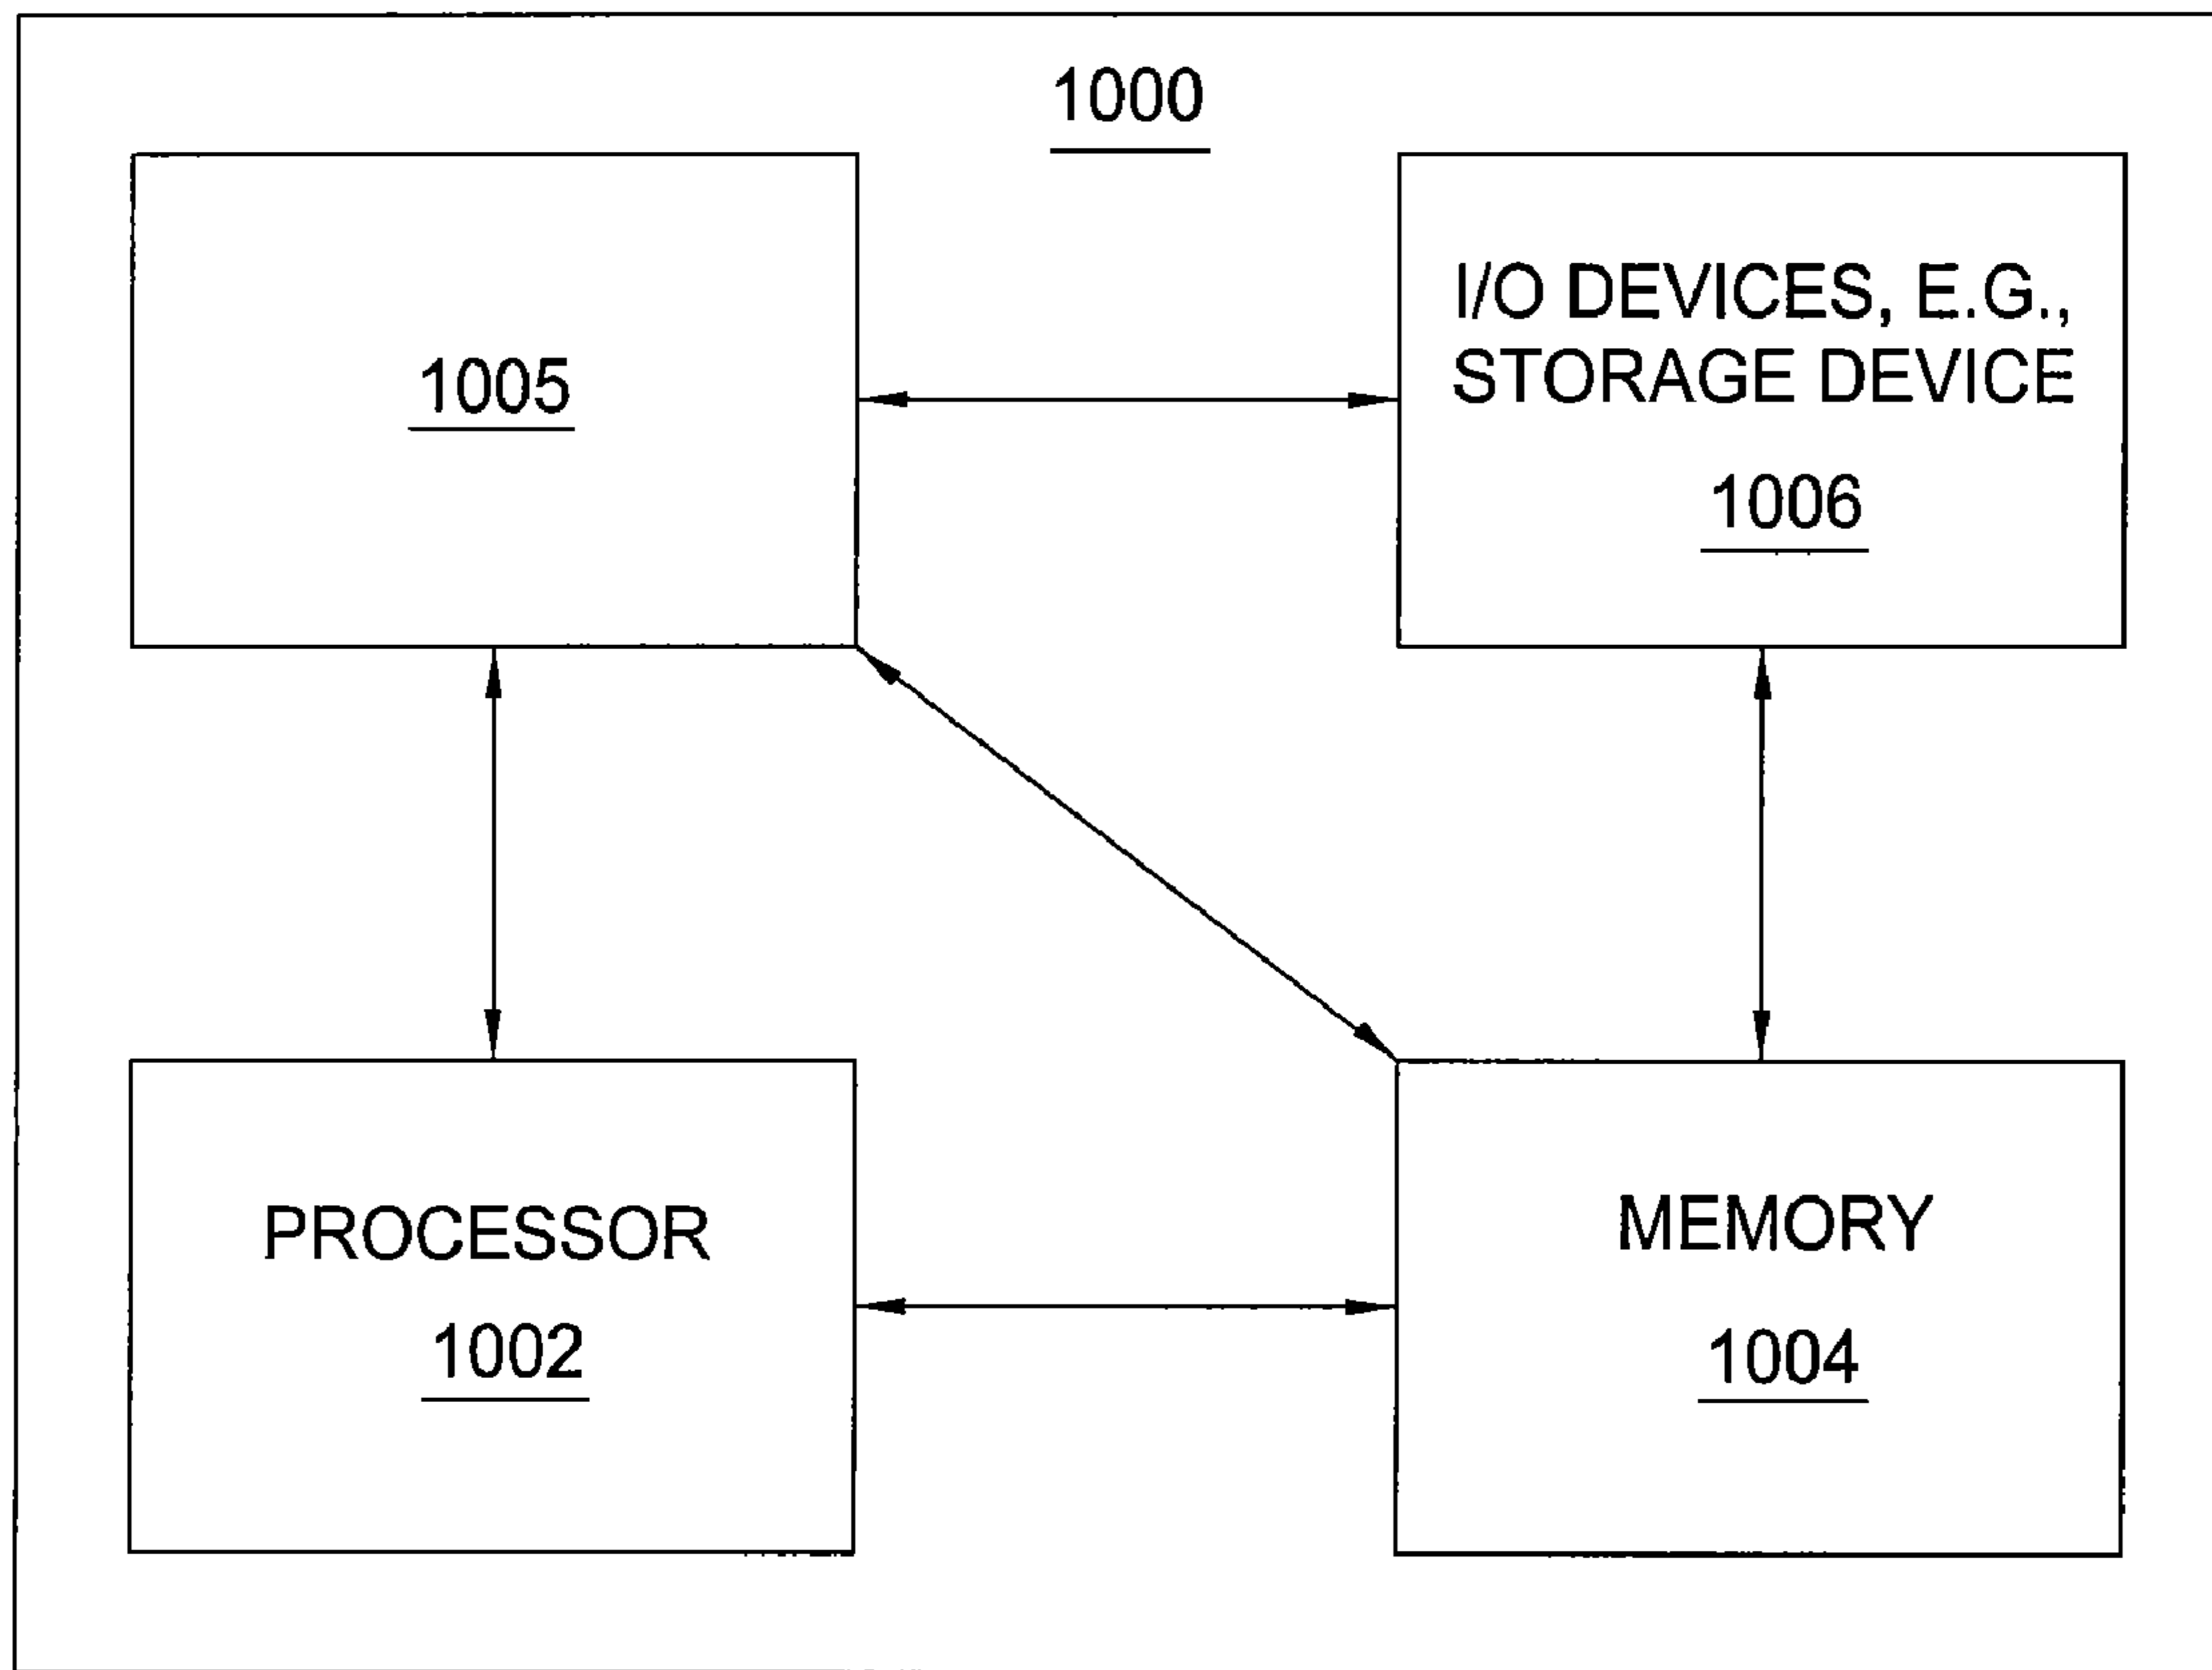 1000
1005
I/O DEVICES, E.G.,
STORAGE DEVICE
1006
PROCESSOR
1002
MEMORY
1004